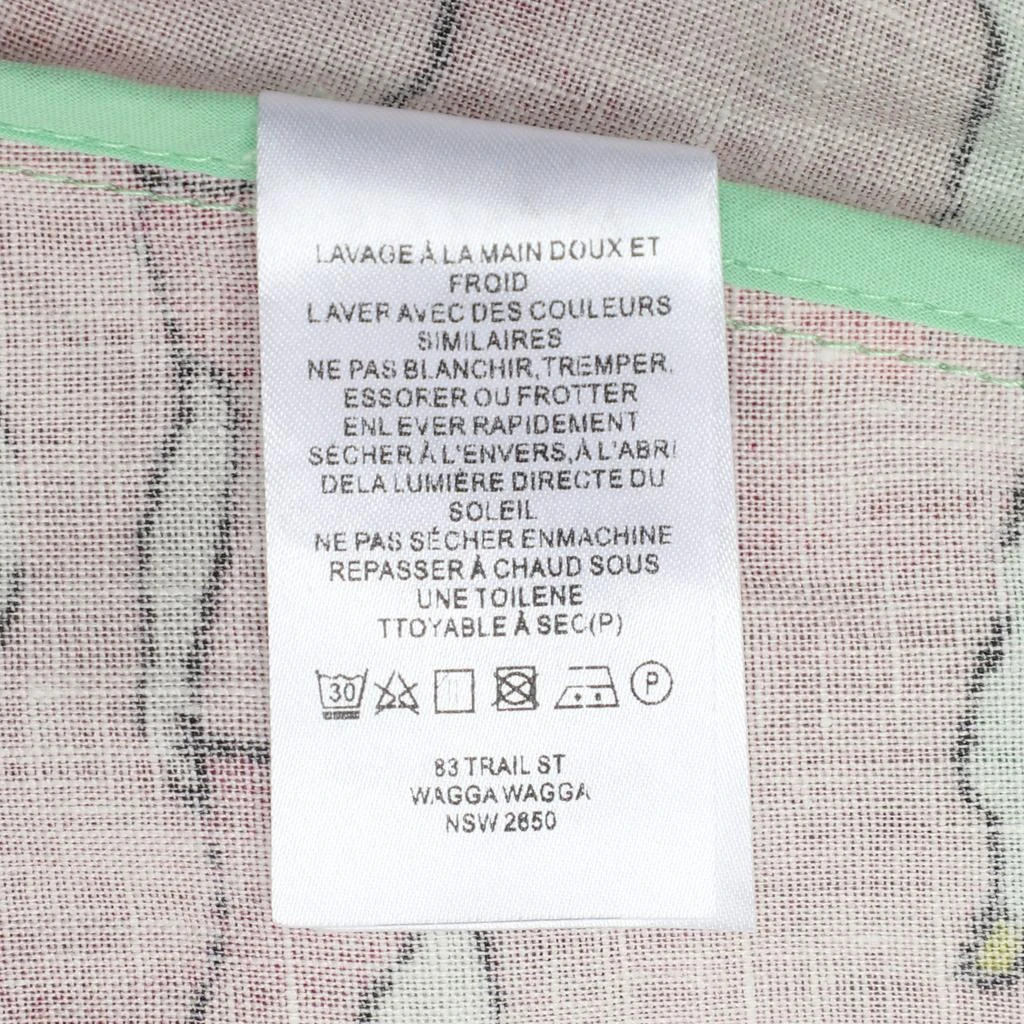 LAVAGE À LA MAIN DOUX ET
FROID
LAVER AVEC DES COULEURS
SIMILAIRES
NE PAS BLANCHIR,TREMPER.
ESSORER OU FROTTER
ENLEVER RAPIDEMENT
SÉCHER À L'ENVERS,À L'ABRI
DELA LUMIÈRE DIRECTE DU
SOLEIL
NE PAS SÉCHER ENMACHINE
REPASSER À CHAUD SOUS
UNE TOILENE
TTOYABLE À SEC(P)
30 P
83 TRAIL ST
WAGGA WAGGA
NSW 2650